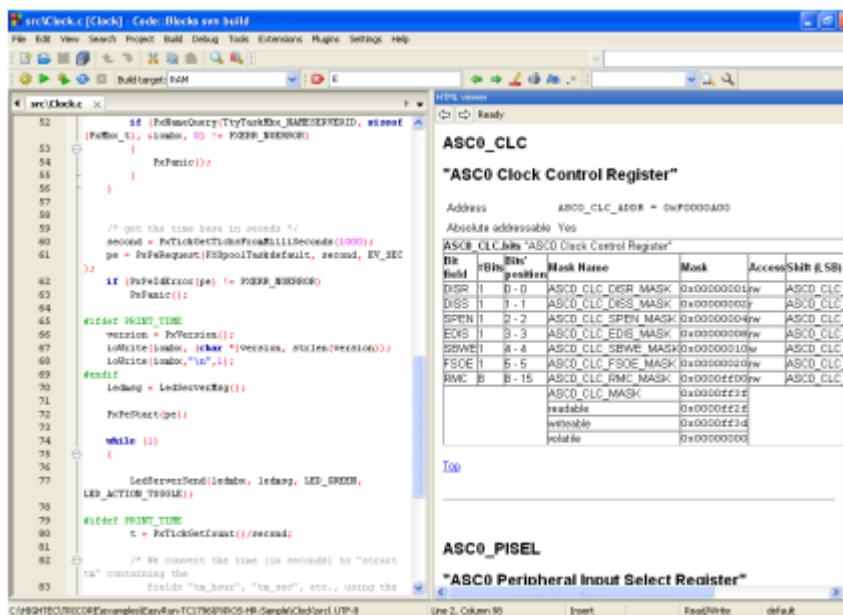 src\Clock.c [Clock] - Code::Blocks svn build
File Edit View Search Project Build Debug Tools Extensions Plugins Settings Help
Build target: RAM
E
src\Clock.c
52 if (PxNameQuery(TtyTaskMbx_NAMESERVERID, sizeof
(PxMbx_t), &iombx, 0) != PXERR_NOERROR)
53 {
54 PxPanic();
55 }
56 }
57
58
59 /* get the time base in seconds */
60 second = PxTickGetTicksFromMilliSeconds(1000);
61 pe = PxPeRequest(PXOpoolTaskdefault, second, EV_SEC
);
62 if (PxPeIdError(pe) != PXERR_NOERROR)
63 PxPanic();
64
65 #ifdef PRINT_TIME
66 version = PxVersion();
67 ioWrite(iombx, (char *)version, strlen(version));
68 ioWrite(iombx,"\n",1);
69 #endif
70 ledmsg = LedServerMsg();
71
72 PxPeStart(pe);
73
74 while (1)
75 {
76
77 LedServerSend(ledmbx, ledmsg, LED_GREEN,
LED_ACTION_TOGGLE);
78
79 #ifdef PRINT_TIME
80 t = PxTickGetCount()/second;
81
82 /* We convert the time (in seconds) to "struct
tm" containing the
83 fields "tm_hour", "tm_sec", etc., using the
HTML viewer
Ready
ASC0_CLC
"ASC0 Clock Control Register"
Address ASC0_CLC_ADDR = 0xF0000A00
Absolute addressable Yes
ASC0_CLC.bits "ASC0 Clock Control Register"
Bit field #Bits Bits' position Mask Name Mask Access Shift (LSB)
DISR 1 0 - 0 ASC0_CLC_DISR_MASK 0x00000001 rw ASC0_CLC
DISS 1 1 - 1 ASC0_CLC_DISS_MASK 0x00000002 r ASC0_CLC
SPEN 1 2 - 2 ASC0_CLC_SPEN_MASK 0x00000004 rw ASC0_CLC
EDIS 1 3 - 3 ASC0_CLC_EDIS_MASK 0x00000008 rw ASC0_CLC
SBWE 1 4 - 4 ASC0_CLC_SBWE_MASK 0x00000010 w ASC0_CLC
FSOE 1 5 - 5 ASC0_CLC_FSOE_MASK 0x00000020 rw ASC0_CLC
RMC 8 8 - 15 ASC0_CLC_RMC_MASK 0x0000ff00 rw ASC0_CLC
ASC0_CLC_MASK 0x0000ff3f
readable 0x0000ff2f
writeable 0x0000ff3d
volatile 0x00000000
Top
ASC0_PISEL
"ASC0 Peripheral Input Select Register"
UTF-8 Line 2, Column 98 Insert Read/Write default